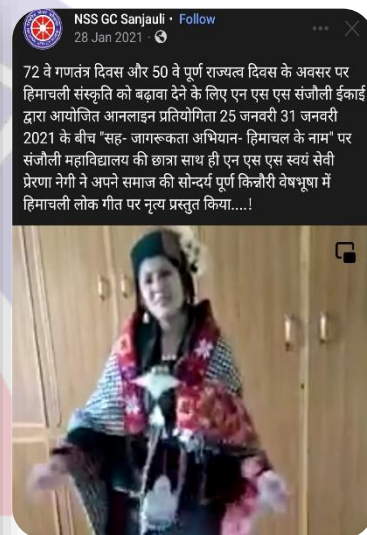 NSS GC Sanjauli • Follow
28 Jan 2021 •
72 वे गणतंत्र दिवस और 50 वे पूर्ण राज्यत्व दिवस के अवसर पर
हिमाचली संस्कृति को बढ़ावा देने के लिए एन एस एस संजौली ईकाई
द्वारा आयोजित आनलाइन प्रतियोगिता 25 जनवरी 31 जनवरी
2021 के बीच "सह- जागरूकता अभियान- हिमाचल के नाम" पर
संजौली महाविद्यालय की छात्रा साथ ही एन एस एस स्वयं सेवी
प्रेरणा नेगी ने अपने समाज की सोन्दर्य पूर्ण किन्नौरी वेषभूषा में
हिमाचली लोक गीत पर नृत्य प्रस्तुत किया....!